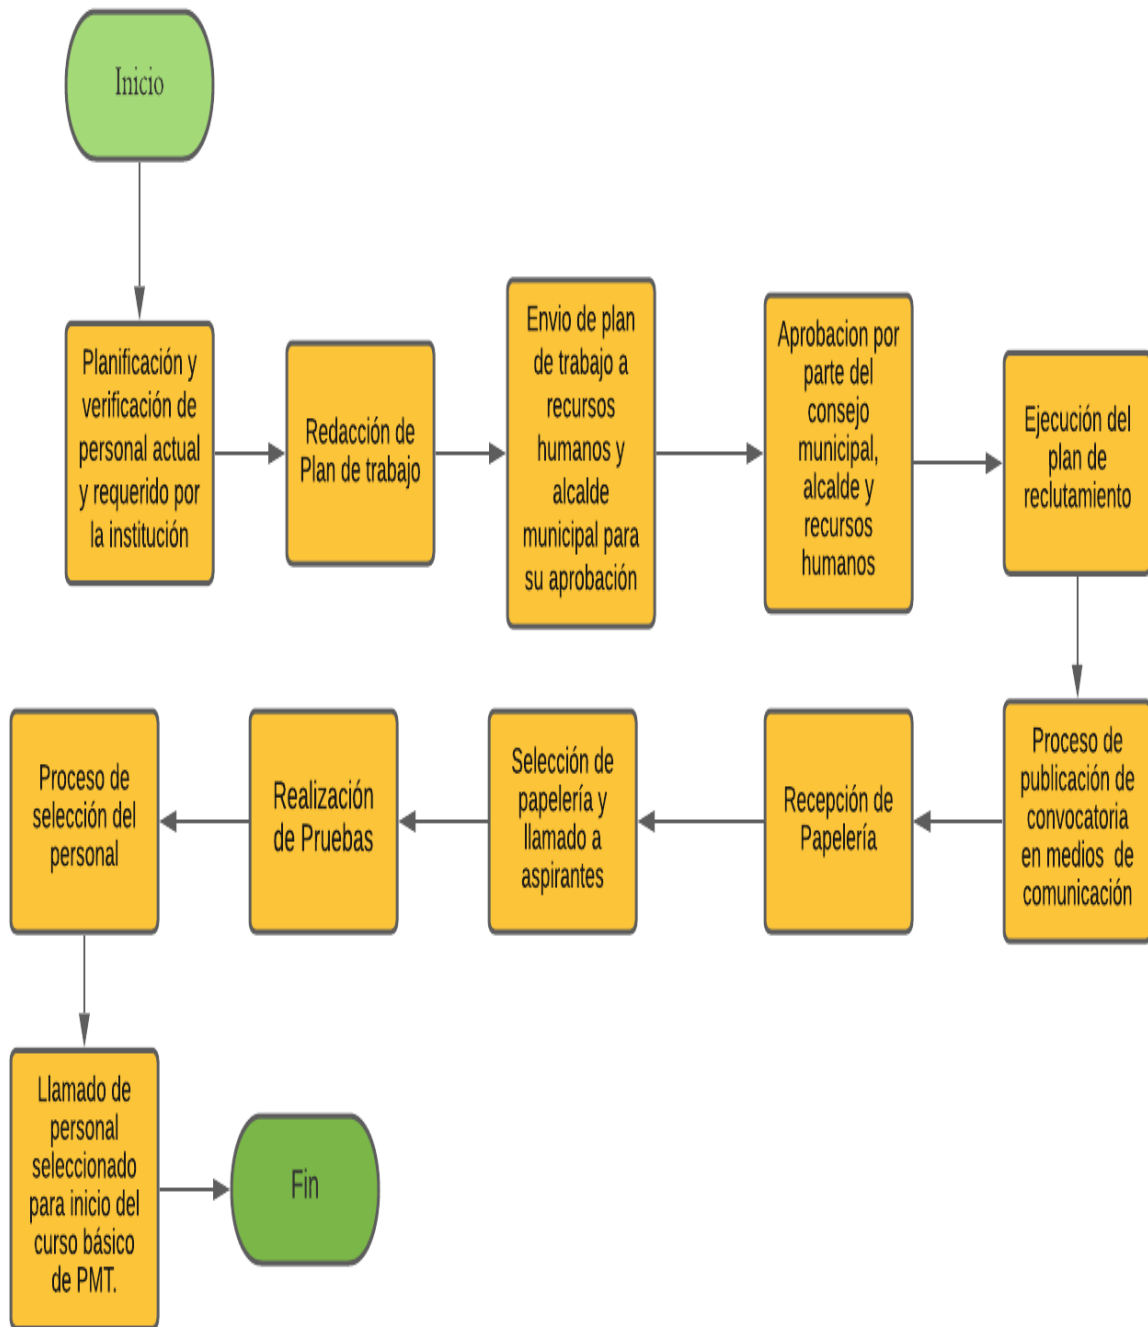 Inicio
Planificación y
verificación de
personal actual
y requerido por
la institución
Redacción de
Plan de trabajo
Envio de plan
de trabajo a
recursos
humanos y
alcalde
municipal para
su aprobación
Aprobacion por
parte del
consejo
municipal,
alcalde y
recursos
humanos
Ejecución del
plan de
reclutamiento
Proceso de
publicación de
convocatoria
en medios de
comunicación
Recepción de
Papelería
Selección de
papelería y
llamado a
aspirantes
Realización
de Pruebas
Proceso de
selección del
personal
Llamado de
personal
seleccionado
para inicio del
curso básico
de PMT.
Fin